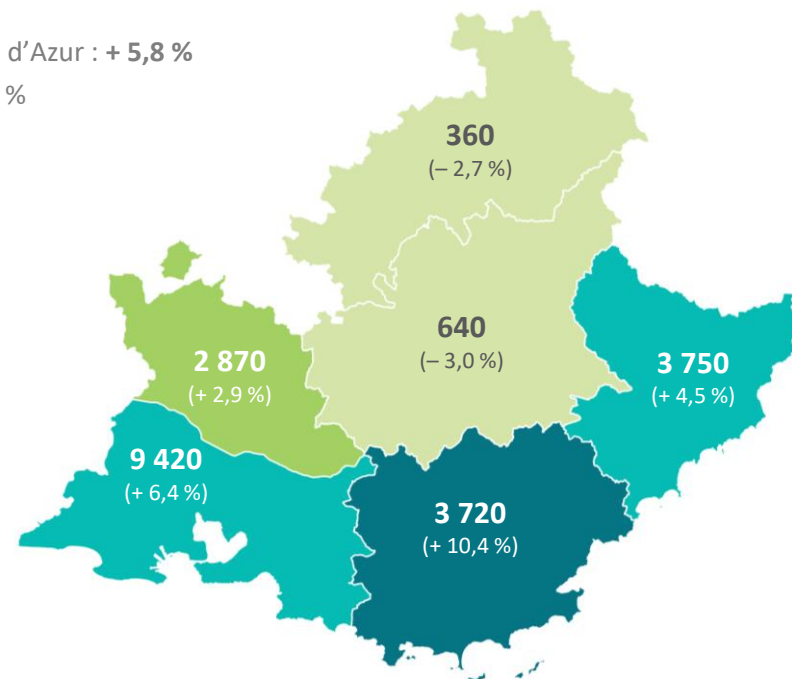 d’Azur : + 5,8 %
%
360
(– 2,7 %)
640
(– 3,0 %)
2 870
(+ 2,9 %)
3 750
(+ 4,5 %)
9 420
(+ 6,4 %)
3 720
(+ 10,4 %)